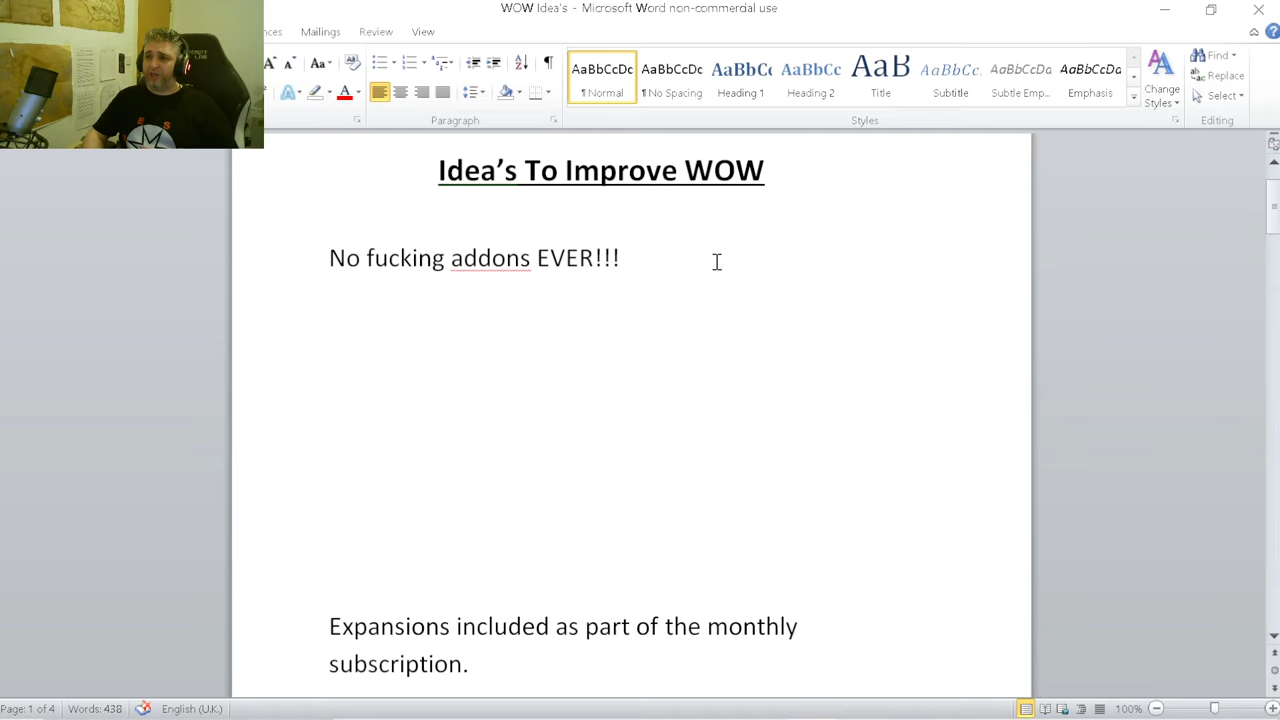 WOW Idea's - Microsoft Word non-commercial use
Mailings Review View
Aa
AaBbCcDc AaBbCcDc AaBbCc AaBbCc AaB AaBbCc. AaBbCcDa AaBbCcDa
¶ Normal ¶ No Spacing Heading 1 Heading 2 Title Subtitle Subtle Emp... Emphasis
Change
Styles
Find
Replace
Select
Paragraph Styles Editing
Idea's To Improve WOW
No fucking addons EVER!!!
Expansions included as part of the monthly
subscription.
Page: 1 of 4 Words: 438 English (U.K.) 100%